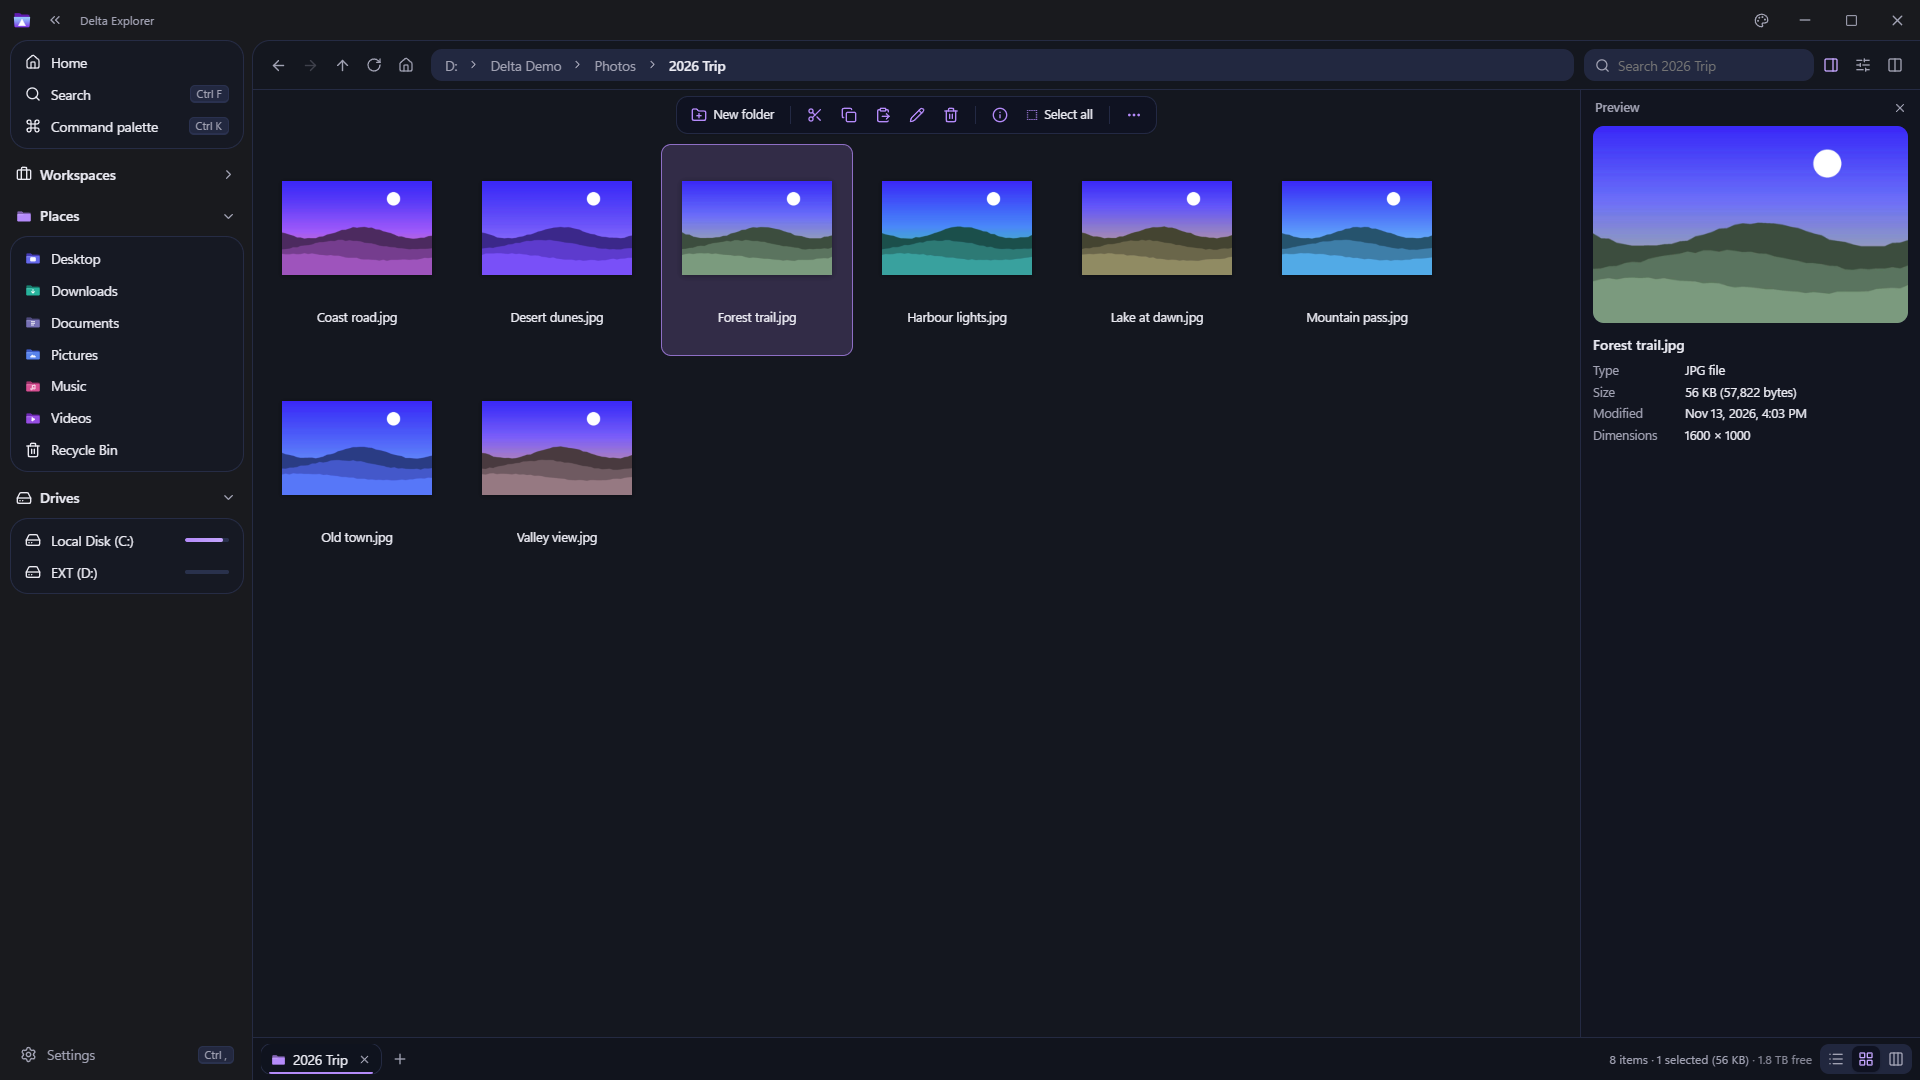 Delta Explorer
Home
Search Ctrl F
Command palette Ctrl K
Workspaces
Places
Desktop
Downloads
Documents
Pictures
Music
Videos
Recycle Bin
Drives
Local Disk (C:)
EXT (D:)
Settings Ctrl ,
D: Delta Demo Photos 2026 Trip
Search 2026 Trip
New folder Select all
Coast road.jpg
Desert dunes.jpg
Forest trail.jpg
Harbour lights.jpg
Lake at dawn.jpg
Mountain pass.jpg
Old town.jpg
Valley view.jpg
Preview
Forest trail.jpg
Type JPG file
Size 56 KB (57,822 bytes)
Modified Nov 13, 2026, 4:03 PM
Dimensions 1600 × 1000
2026 Trip
8 items · 1 selected (56 KB) · 1.8 TB free